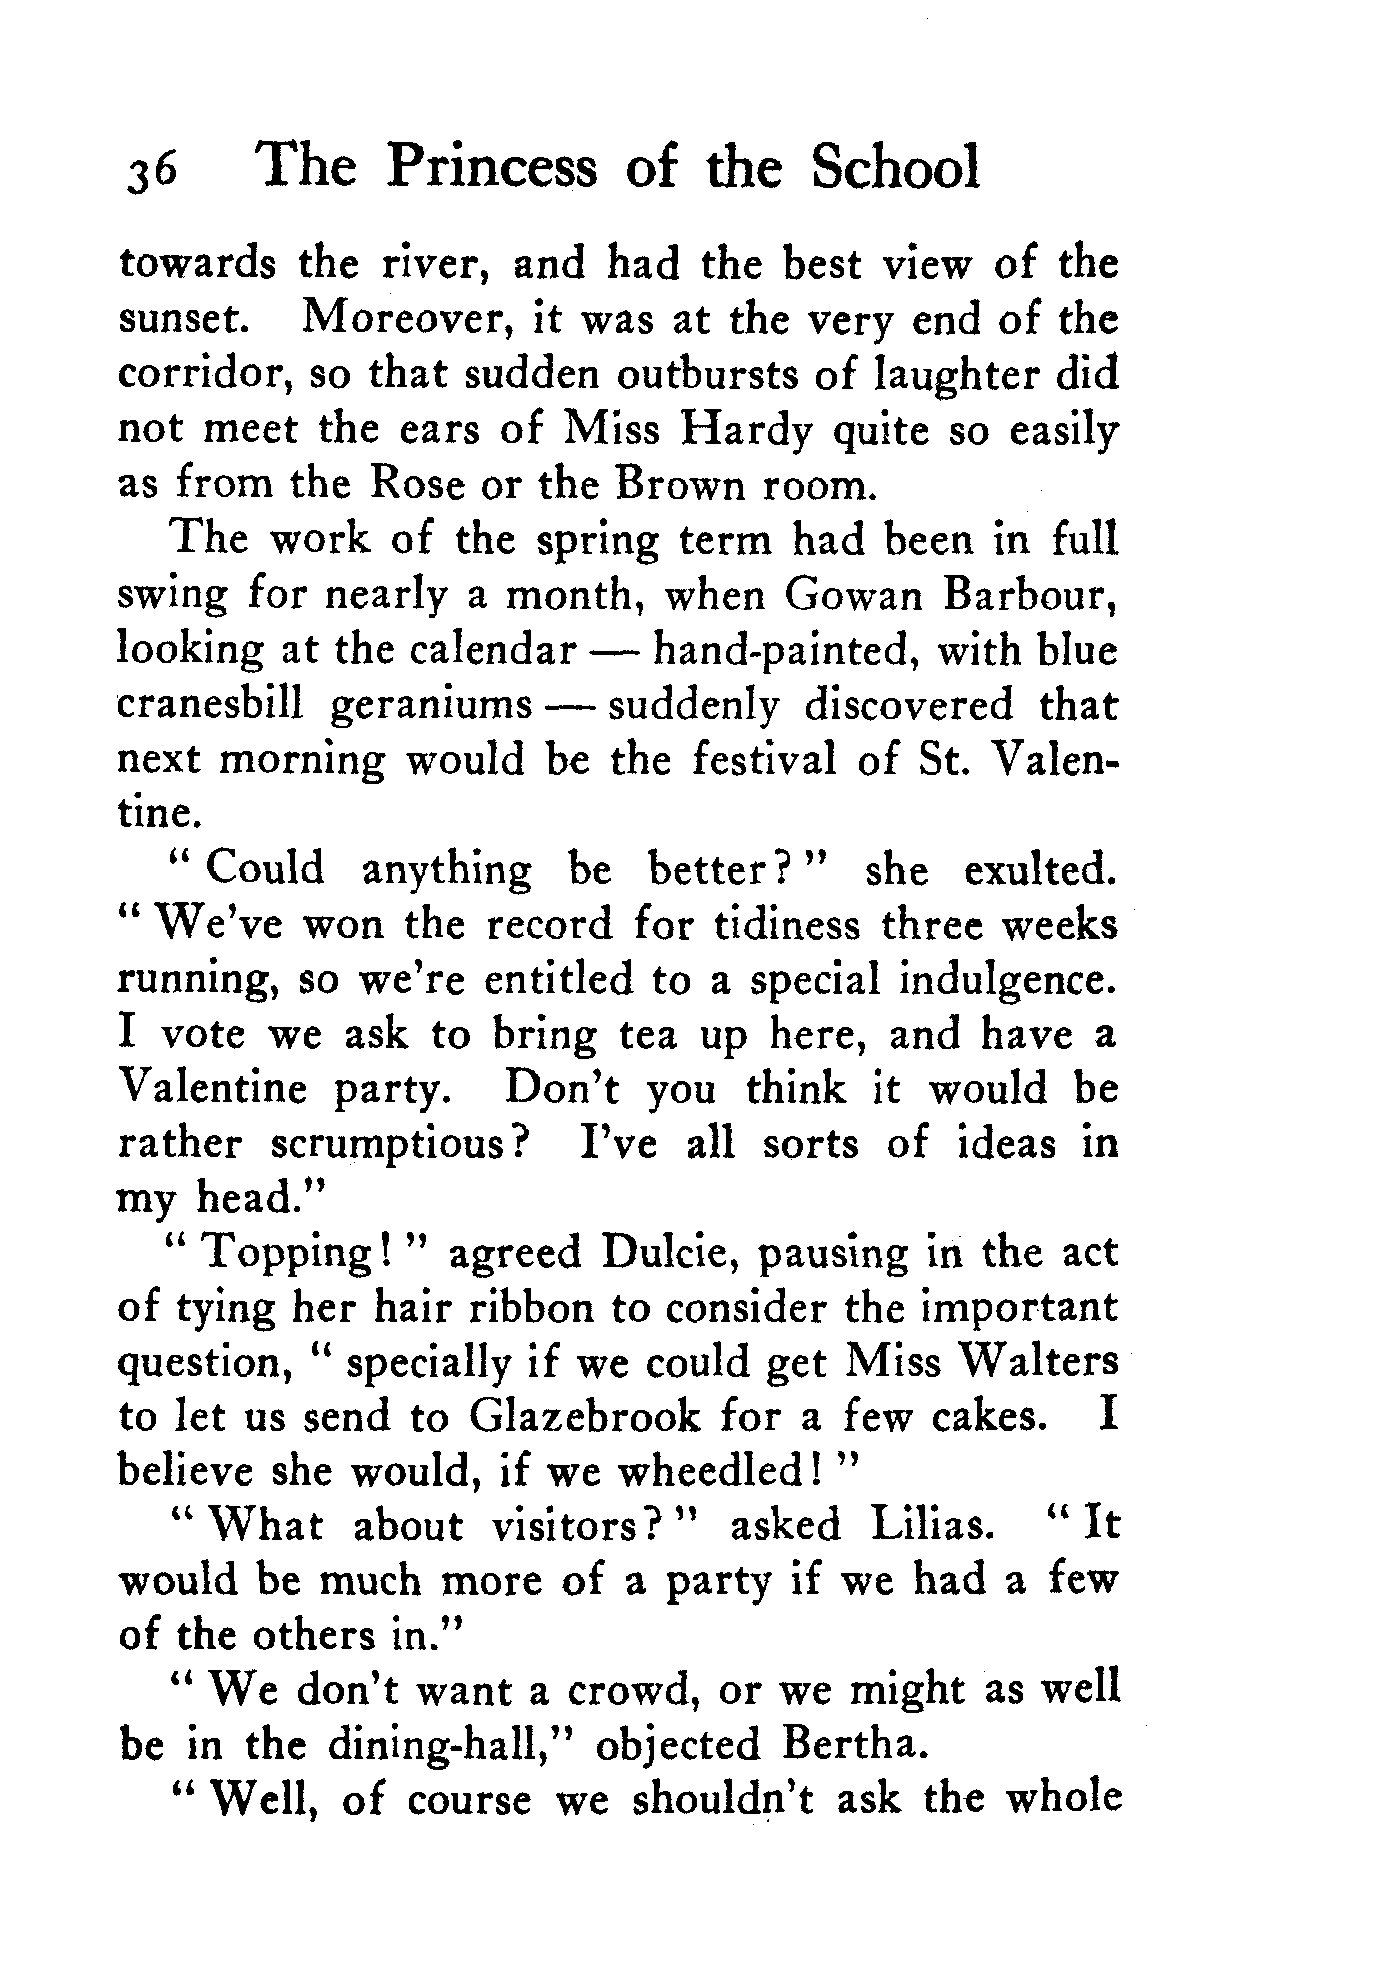 36 The Princess of the School
towards the river, and had the best view of the
sunset. Moreover, it was at the very end of the
corridor, so that sudden outbursts of laughter did
not meet the ears of Miss Hardy quite so easily
as from the Rose or the Brown room.
The work of the spring term had been in full
swing for nearly a month, when Gowan Barbour,
looking at the calendar — hand-painted, with blue
cranesbill geraniums — suddenly discovered that
next morning would be the festival of St. Valen-
tine.
“ Could anything be better? ” she exulted.
“ We've won the record for tidiness three weeks
running, so we're entitled to a special indulgence.
I vote we ask to bring tea up here, and have a
Valentine party. Don't you think it would be
rather scrumptious? I've all sorts of ideas in
my head.”
“ Topping! ” agreed Dulcie, pausing in the act
of tying her hair ribbon to consider the important
question, “ specially if we could get Miss Walters
to let us send to Glazebrook for a few cakes. I
believe she would, if we wheedled! ”
“ What about visitors? ” asked Lilias. “ It
would be much more of a party if we had a few
of the others in.”
“ We don't want a crowd, or we might as well
be in the dining-hall,” objected Bertha.
“ Well, of course we shouldn't ask the whole